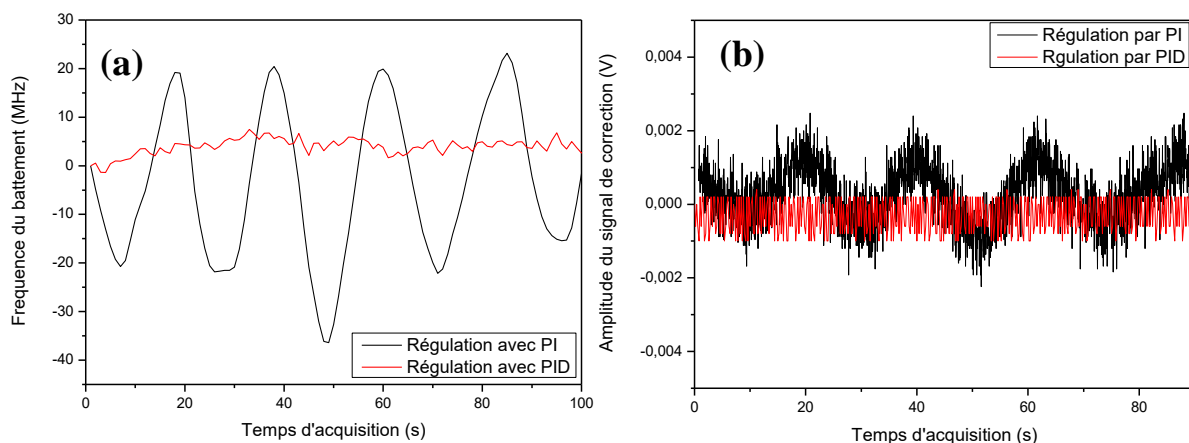 (a)
30
20
10
0
-10
-20
-30
-40
Frequence du battement (MHz)
0 20 40 60 80 100
Temps d'acquisition (s)
Régulation avec PI
Régulation avec PID
(b)
Régulation par PI
Rgulation par PID
0,004
0,002
0,000
-0,002
-0,004
Amplitude du signal de correction (V)
0 20 40 60 80
Temps d'acquisition (s)